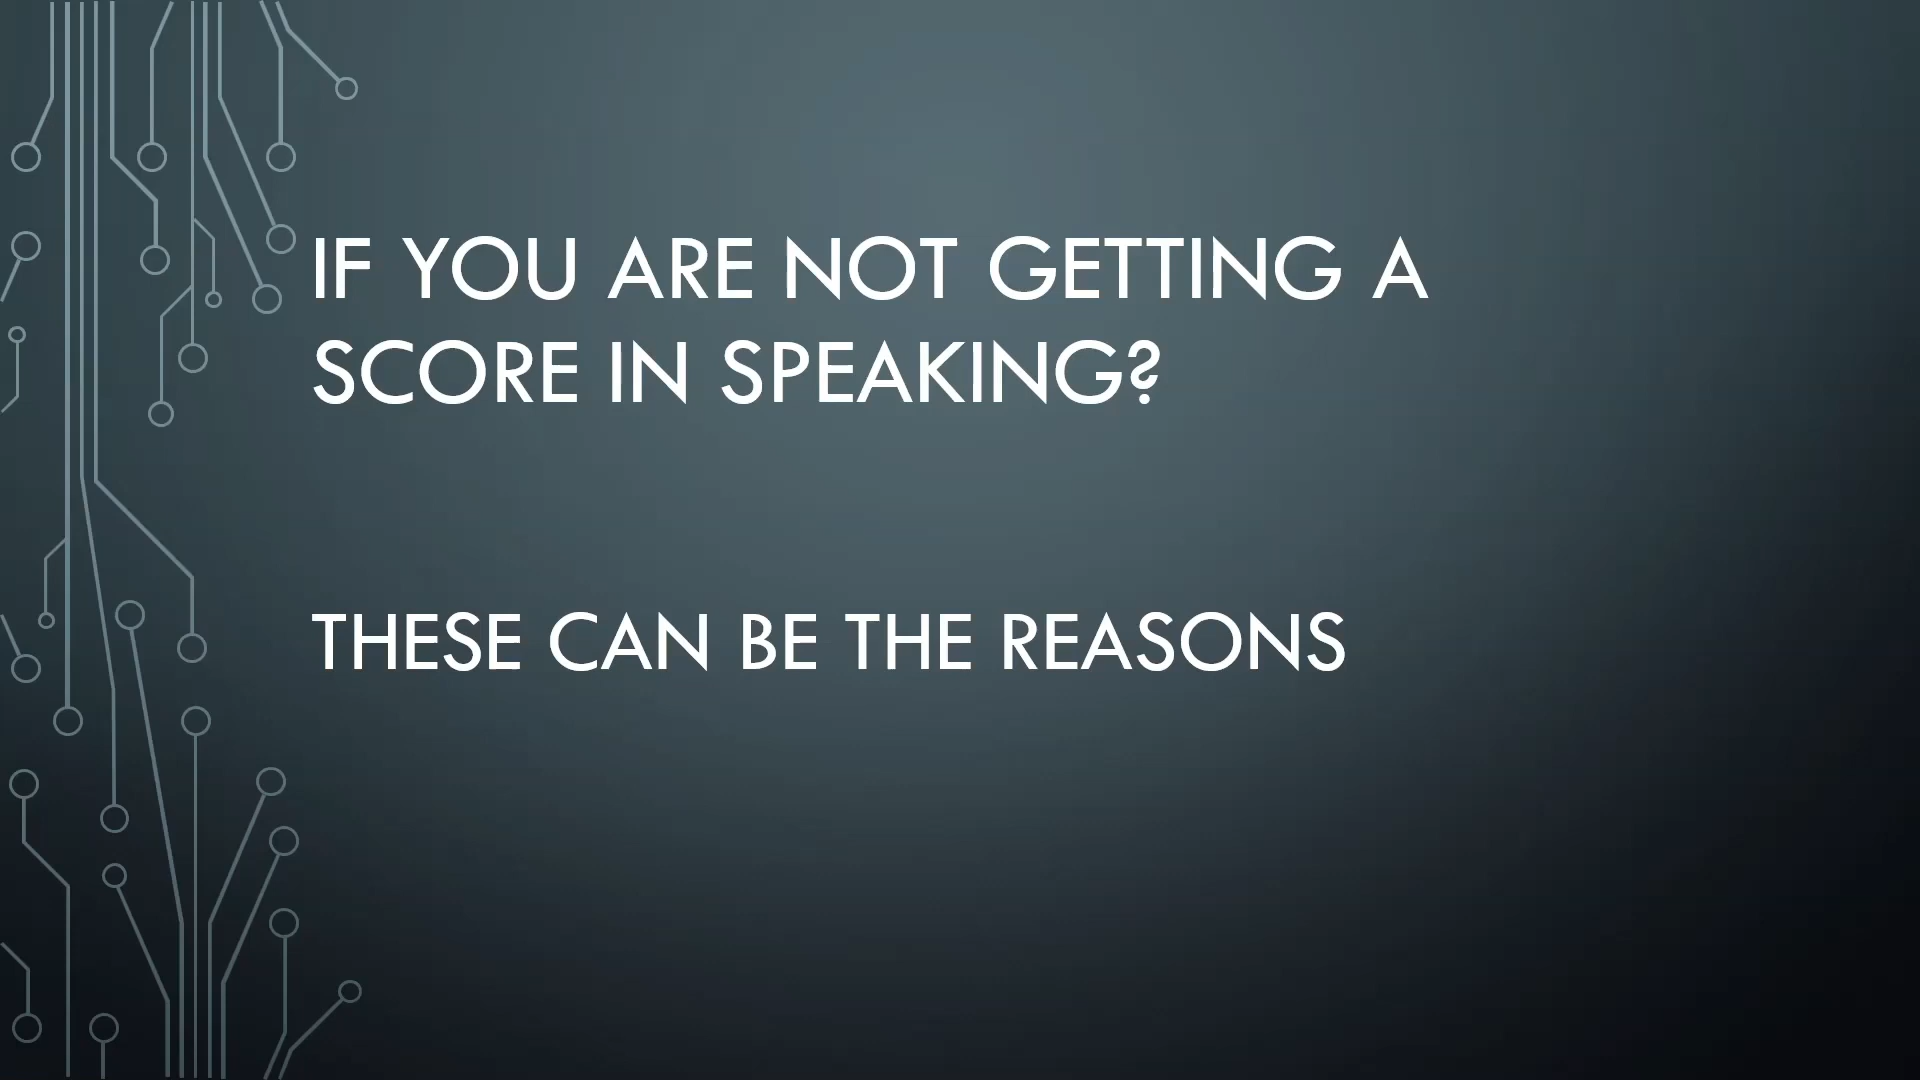 IF YOU ARE NOT GETTING A
SCORE IN SPEAKING?
THESE CAN BE THE REASONS